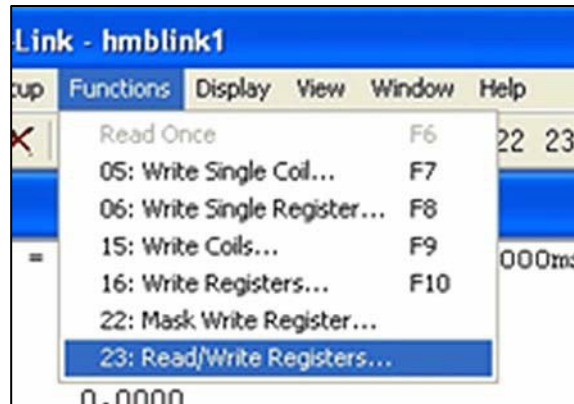 Link - hmblink1
tup Functions Display View Window Help
Read Once F6 22 23
05: Write Single Coil... F7
06: Write Single Register... F8
15: Write Coils... F9
= 000ms
16: Write Registers... F10
22: Mask Write Register...
23: Read/Write Registers...
0.0000